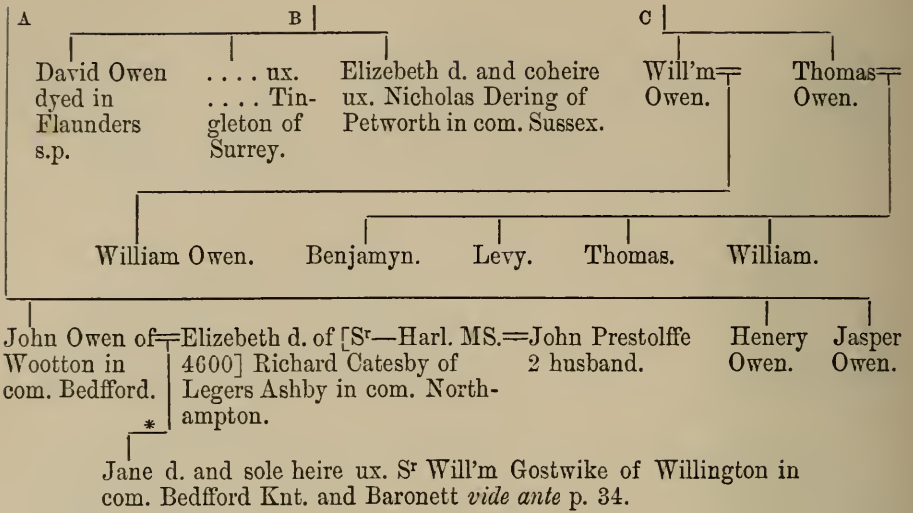 A
B
C
David Owen
dyed in
Flaunders
s.p.
. . . . ux.
. . . . Tin-
gleton of
Surrey.
Elizebeth d. and coheire
ux. Nicholas Dering of
Petworth in com. Sussex.
Will'm
Owen.
Thomas
Owen.
William Owen.
Benjamyn.
Levy.
Thomas.
William.
John Owen of
Wootton in
com. Bedfford.
Elizebeth d. of [Sʳ—Harl. MS.
4600] Richard Catesby of
Legers Ashby in com. North-
ampton.
John Prestolffe
2 husband.
Henery
Owen.
Jasper
Owen.
*
Jane d. and sole heire ux. Sʳ Will'm Gostwike of Willington in
com. Bedfford Knt. and Baronett vide ante p. 34.